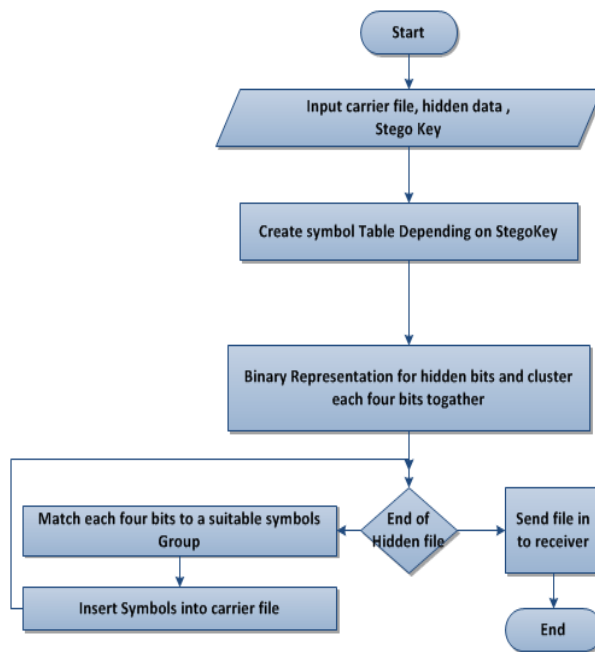 Start
Input carrier file, hidden data ,
Stego Key
Create symbol Table Depending on StegoKey
Binary Representation for hidden bits and cluster
each four bits togather
End of
Hidden file
Match each four bits to a suitable symbols
Group
Insert Symbols into carrier file
Send file in
to receiver
End